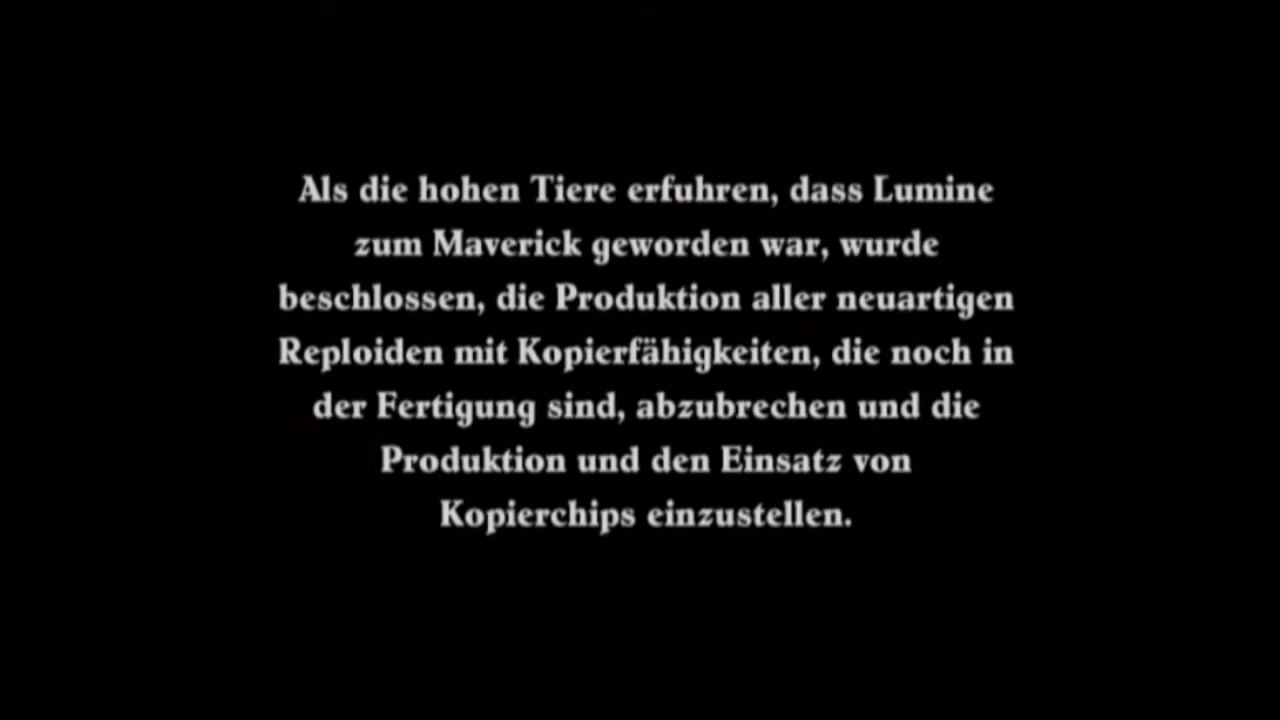 Als die hohen Tiere erfuhren, dass Lumine
zum Maverick geworden war, wurde
beschlossen, die Produktion aller neuartigen
Reploiden mit Kopierfähigkeiten, die noch in
der Fertigung sind, abzubrechen und die
Produktion und den Einsatz von
Kopierchips einzustellen.